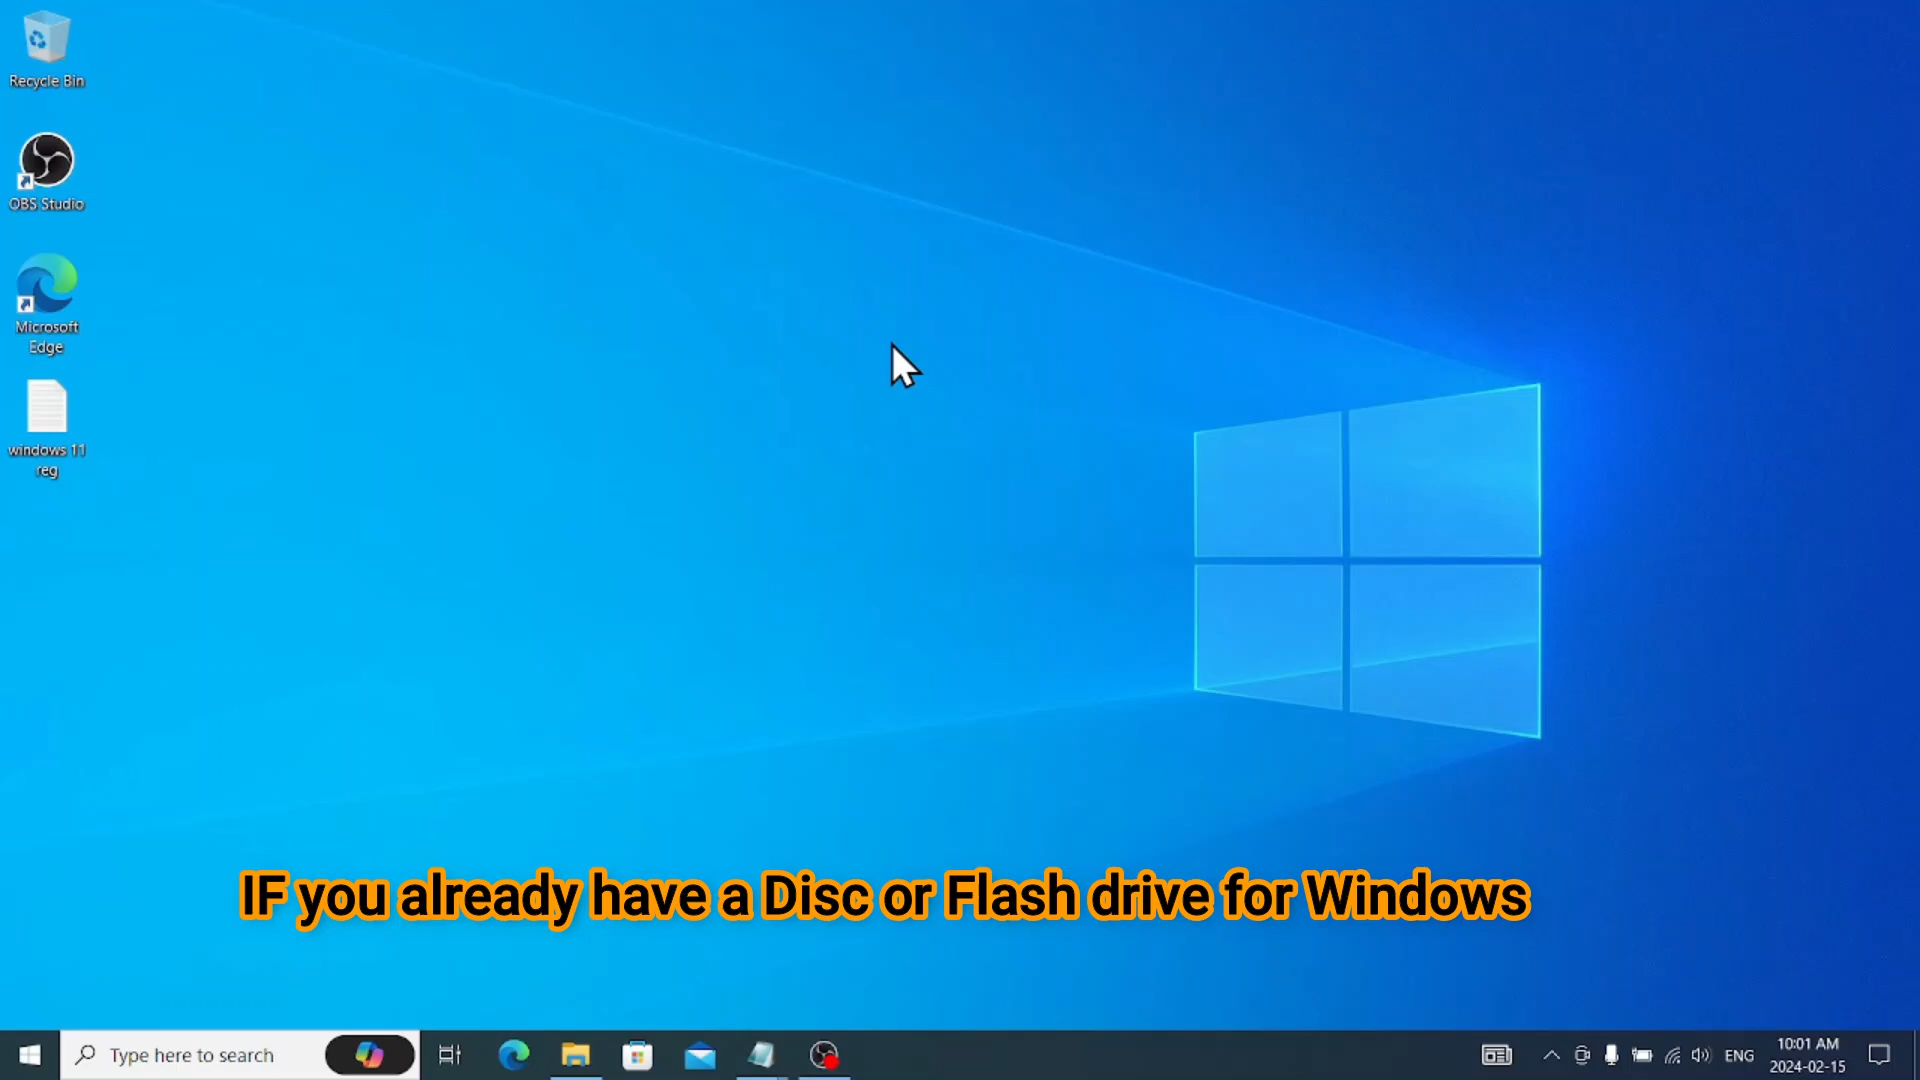 Recycle Bin
OBS Studio
Microsoft
Edge
windows 11
reg
IF you already have a Disc or Flash drive for Windows
Type here to search
ENG
10:01 AM
2024-02-15